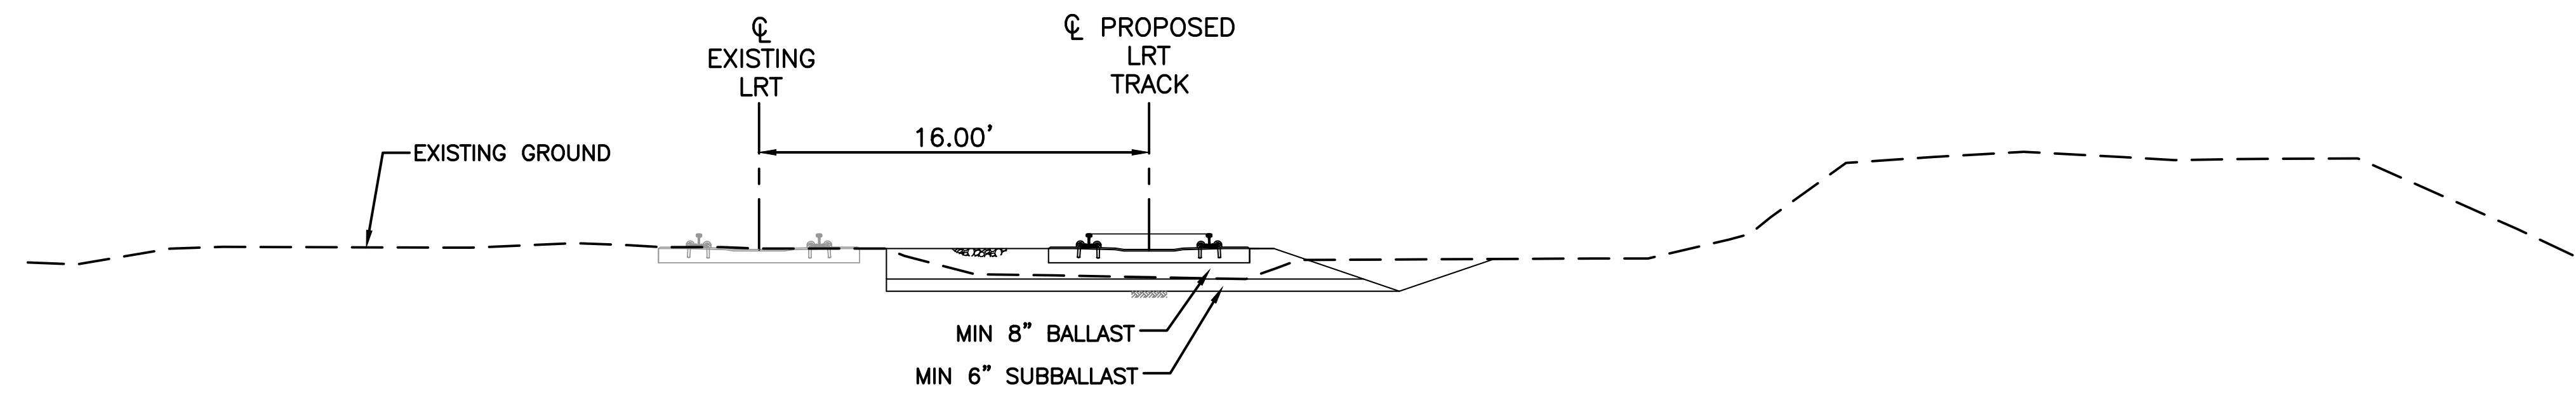 ℄
EXISTING
LRT
℄ PROPOSED
LRT
TRACK
16.00'
EXISTING GROUND
MIN 8" BALLAST
MIN 6" SUBBALLAST